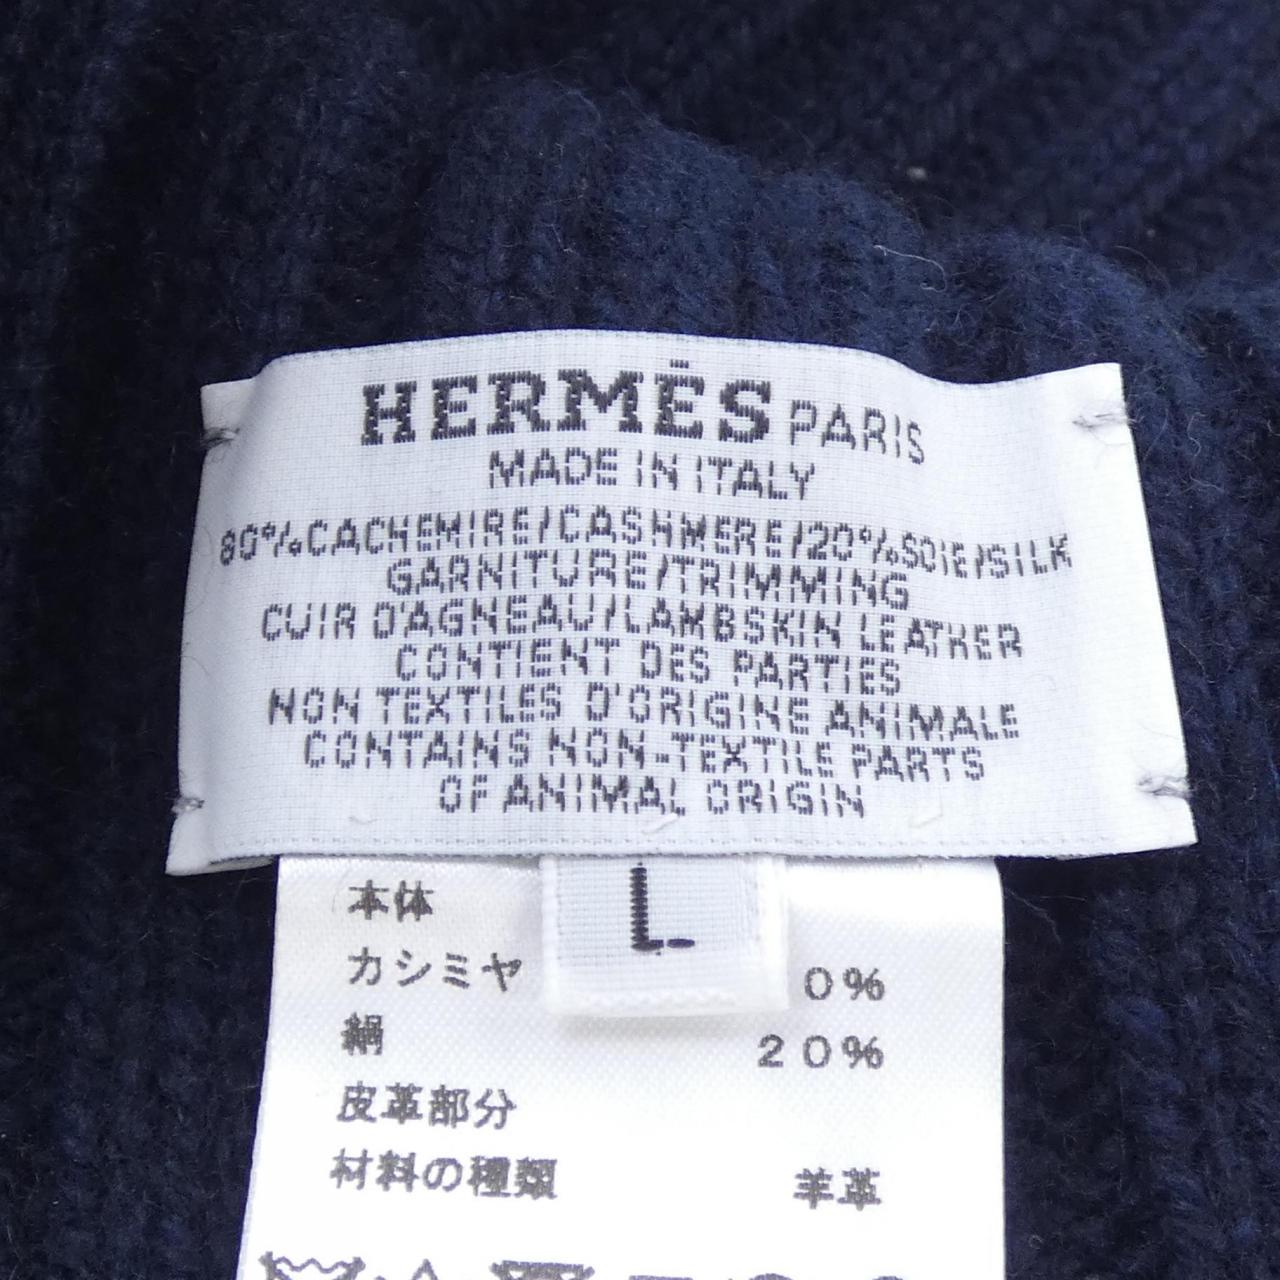 HERMÈS PARIS
MADE IN ITALY
80%CACHEMIRE/CASHMERE/20%SOIE/SILK
GARNITURE/TRIMMING
CUIR D'AGNEAU/LAMBSKIN LEATHER
CONTIENT DES PARTIES
NON TEXTILES D'ORIGINE ANIMALE
CONTAINS NON-TEXTILE PARTS
OF ANIMAL ORIGIN
L
本体
カシミヤ 0%
絹 20%
皮革部分
材料の種類 羊革